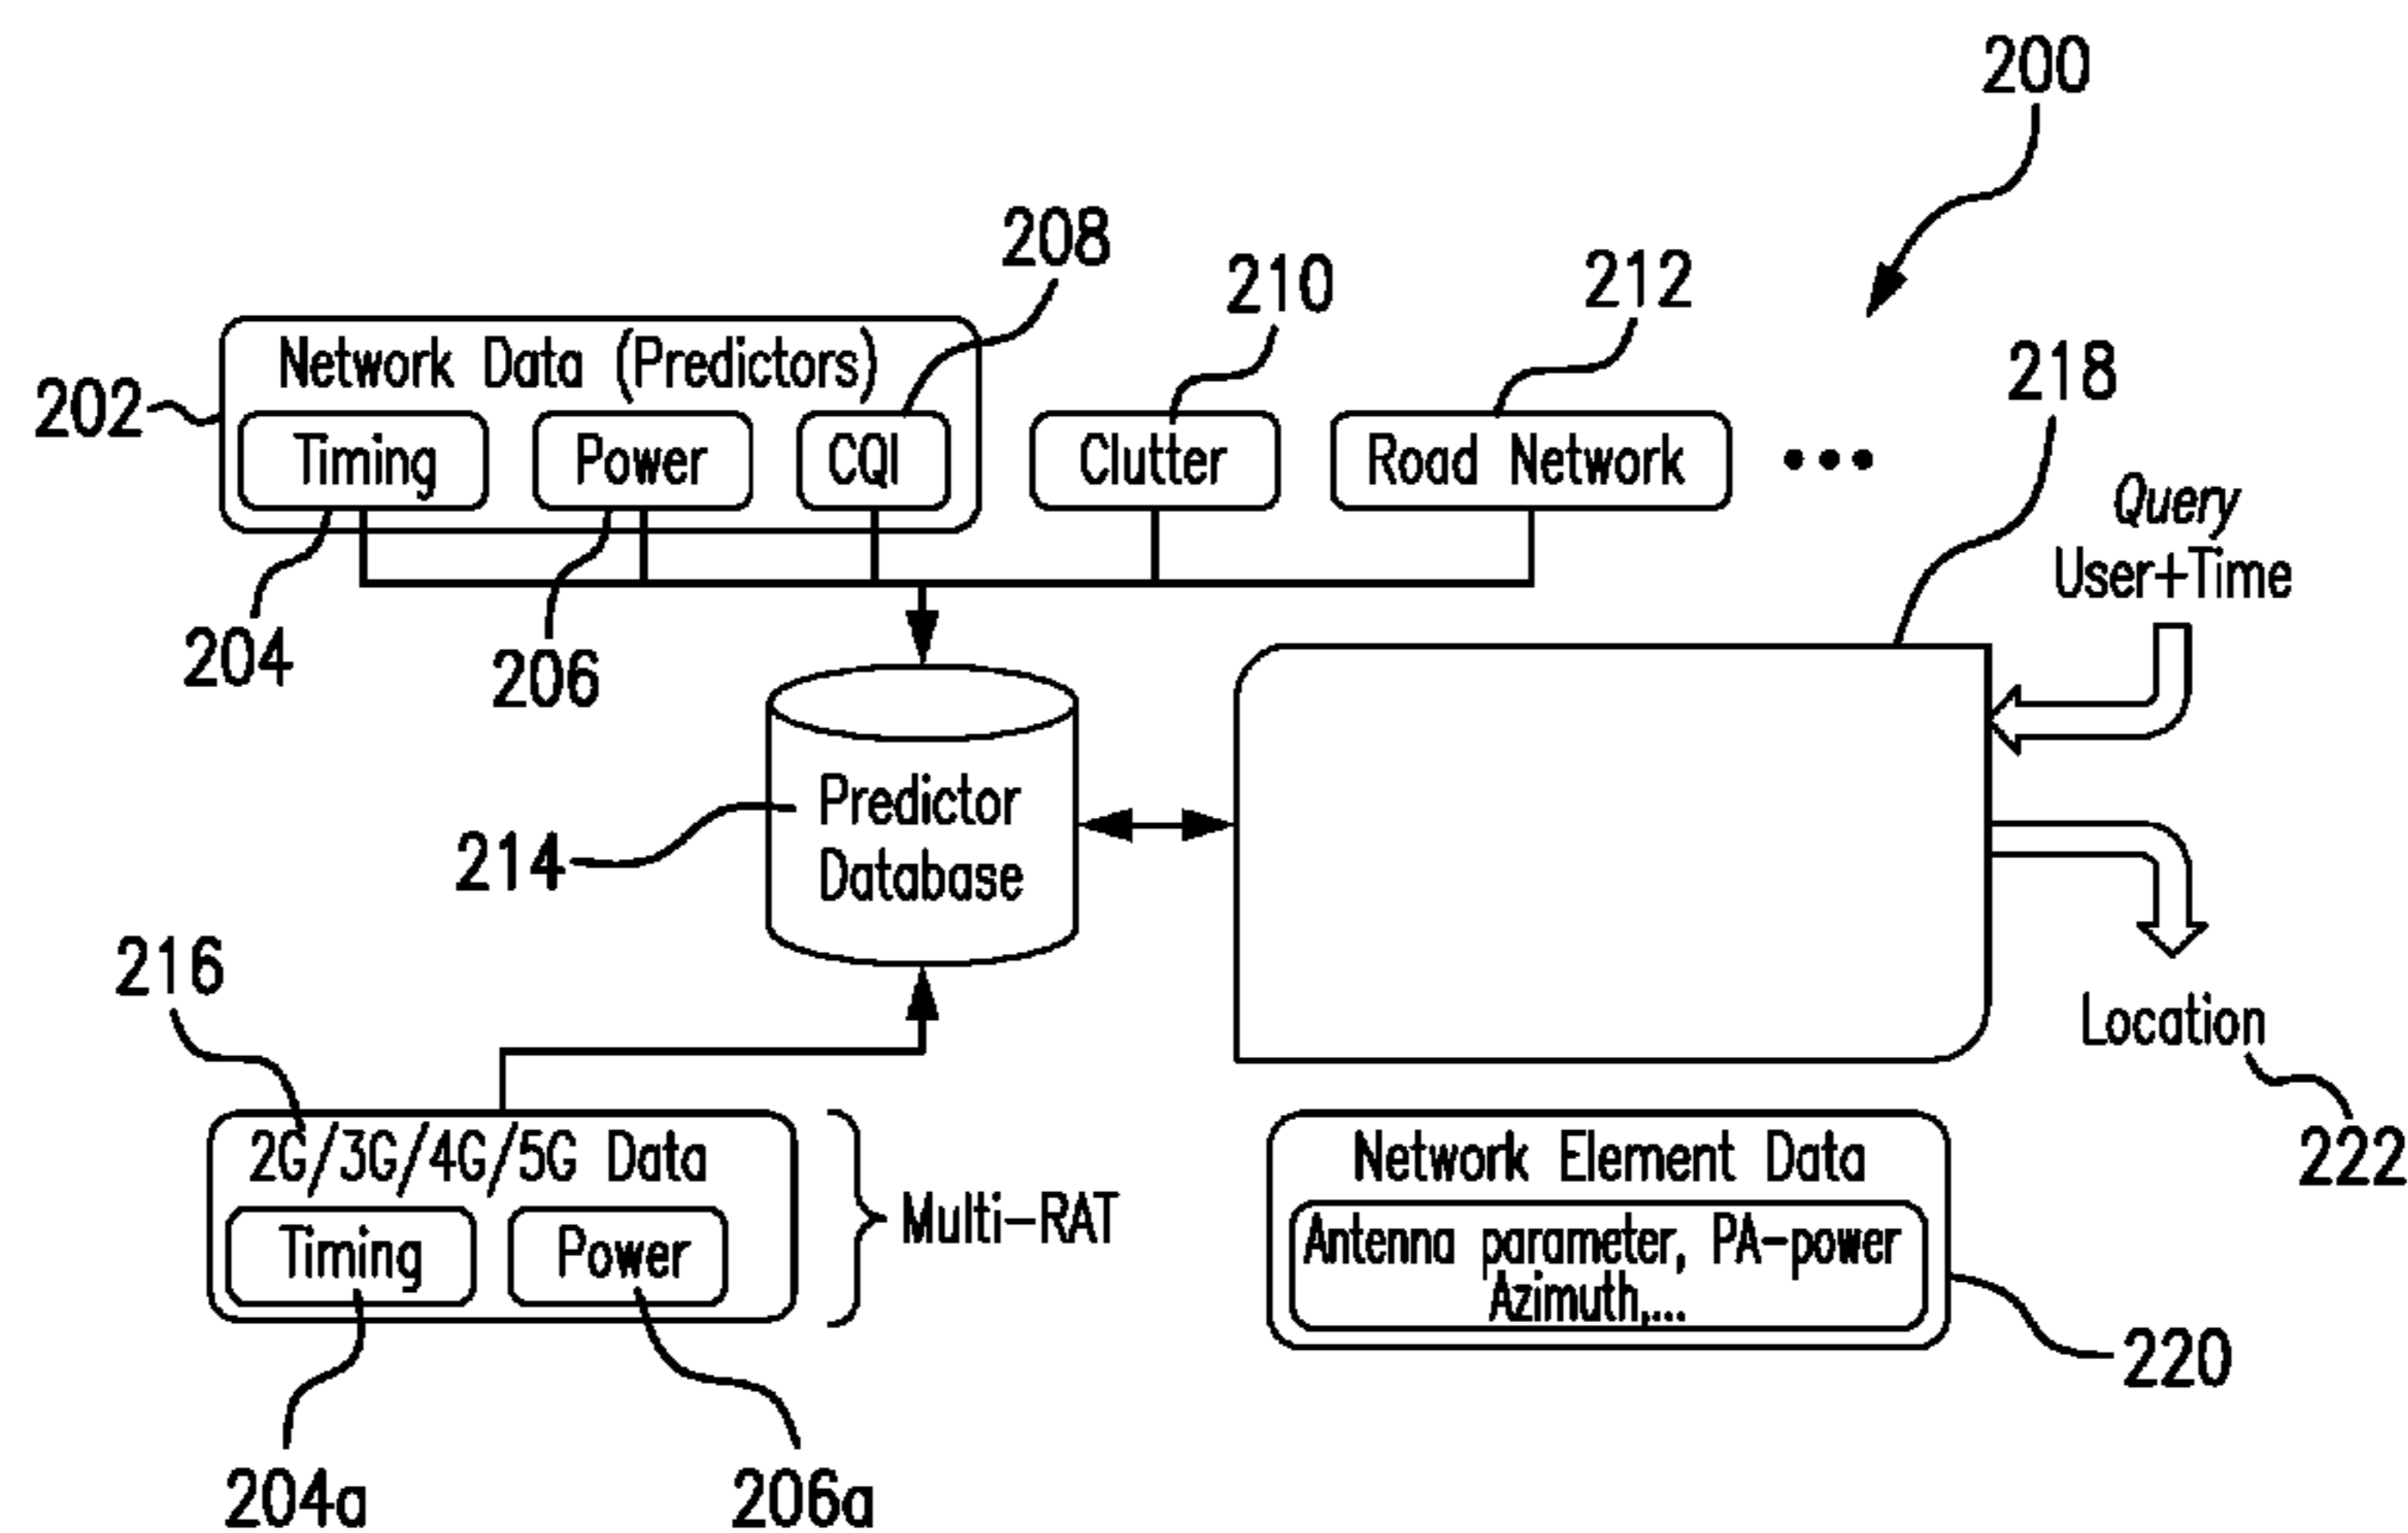 200
208
210
212
Network Data (Predictors)
202
218
Timing
Power
CQI
Clutter
Road Network
•••
Query
User+Time
204
206
Predictor
Database
214
216
Location
222
2G/3G/4G/5G Data
Timing
Power
Multi-RAT
Network Element Data
Antenna parameter, PA-power
Azimuth,...
220
204a
206a